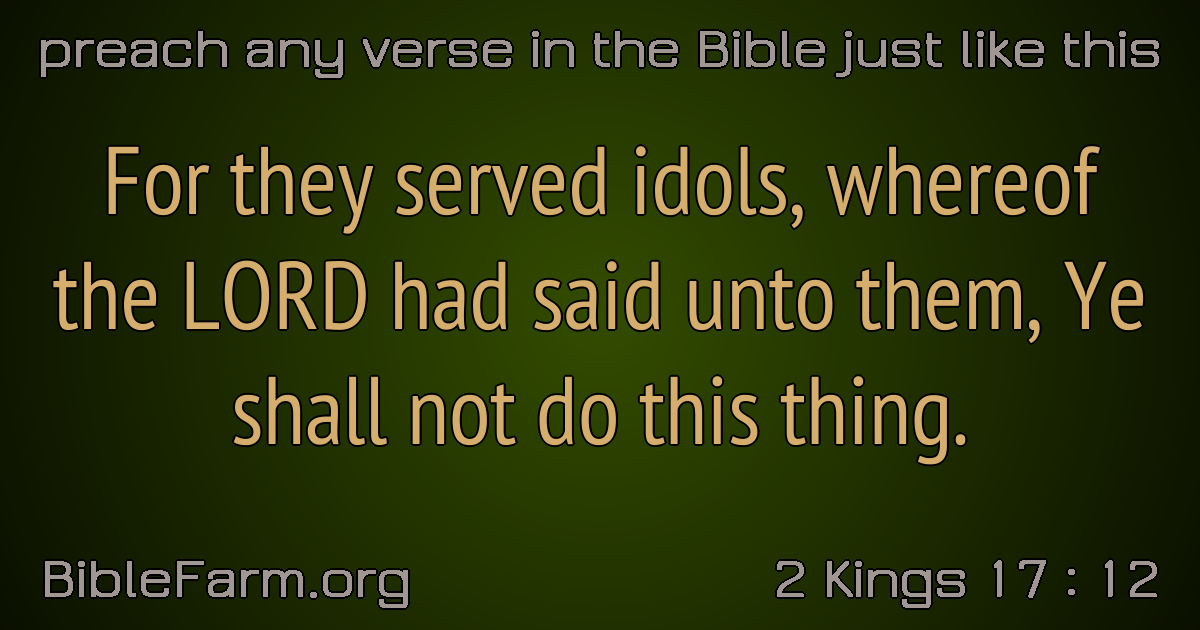 preach any verse in the Bible just like this
For they served idols, whereof
the LORD had said unto them, Ye
shall not do this thing.
BibleFarm.org
2 Kings 17 : 12